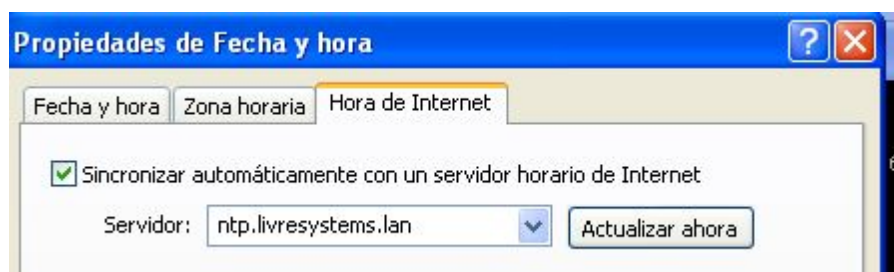 Propiedades de Fecha y hora
Fecha y hora Zona horaria Hora de Internet
Sincronizar automáticamente con un servidor horario de Internet
Servidor: ntp.livresystems.lan Actualizar ahora